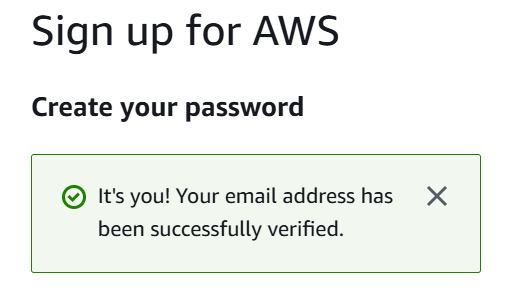 Sign up for AWS
Create your password
It's you! Your email address has
been successfully verified.